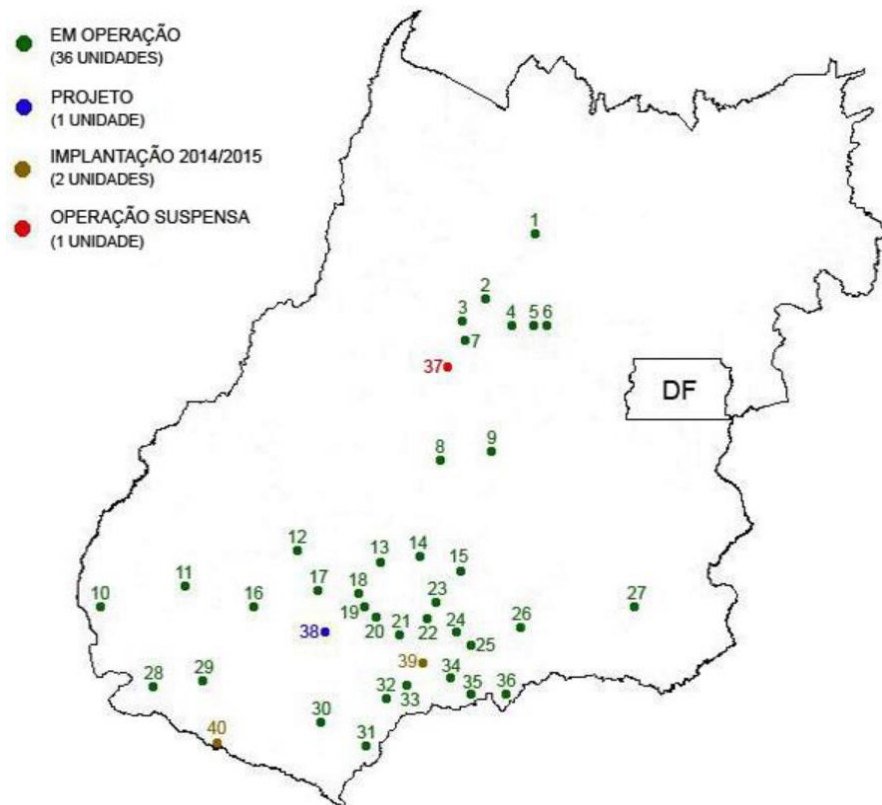 EM OPERAÇÃO
(36 UNIDADES)
PROJETO
(1 UNIDADE)
IMPLANTAÇÃO 2014/2015
(2 UNIDADES)
OPERAÇÃO SUSPENSA
(1 UNIDADE)
1
2
3 4 5 6
7
37
DF
8 9
12
13 14
15
11
10 16 17 18
19 20 21 22 23 24
25 26 27
38
39
28 29
34
32 33 35 36
30
31
40